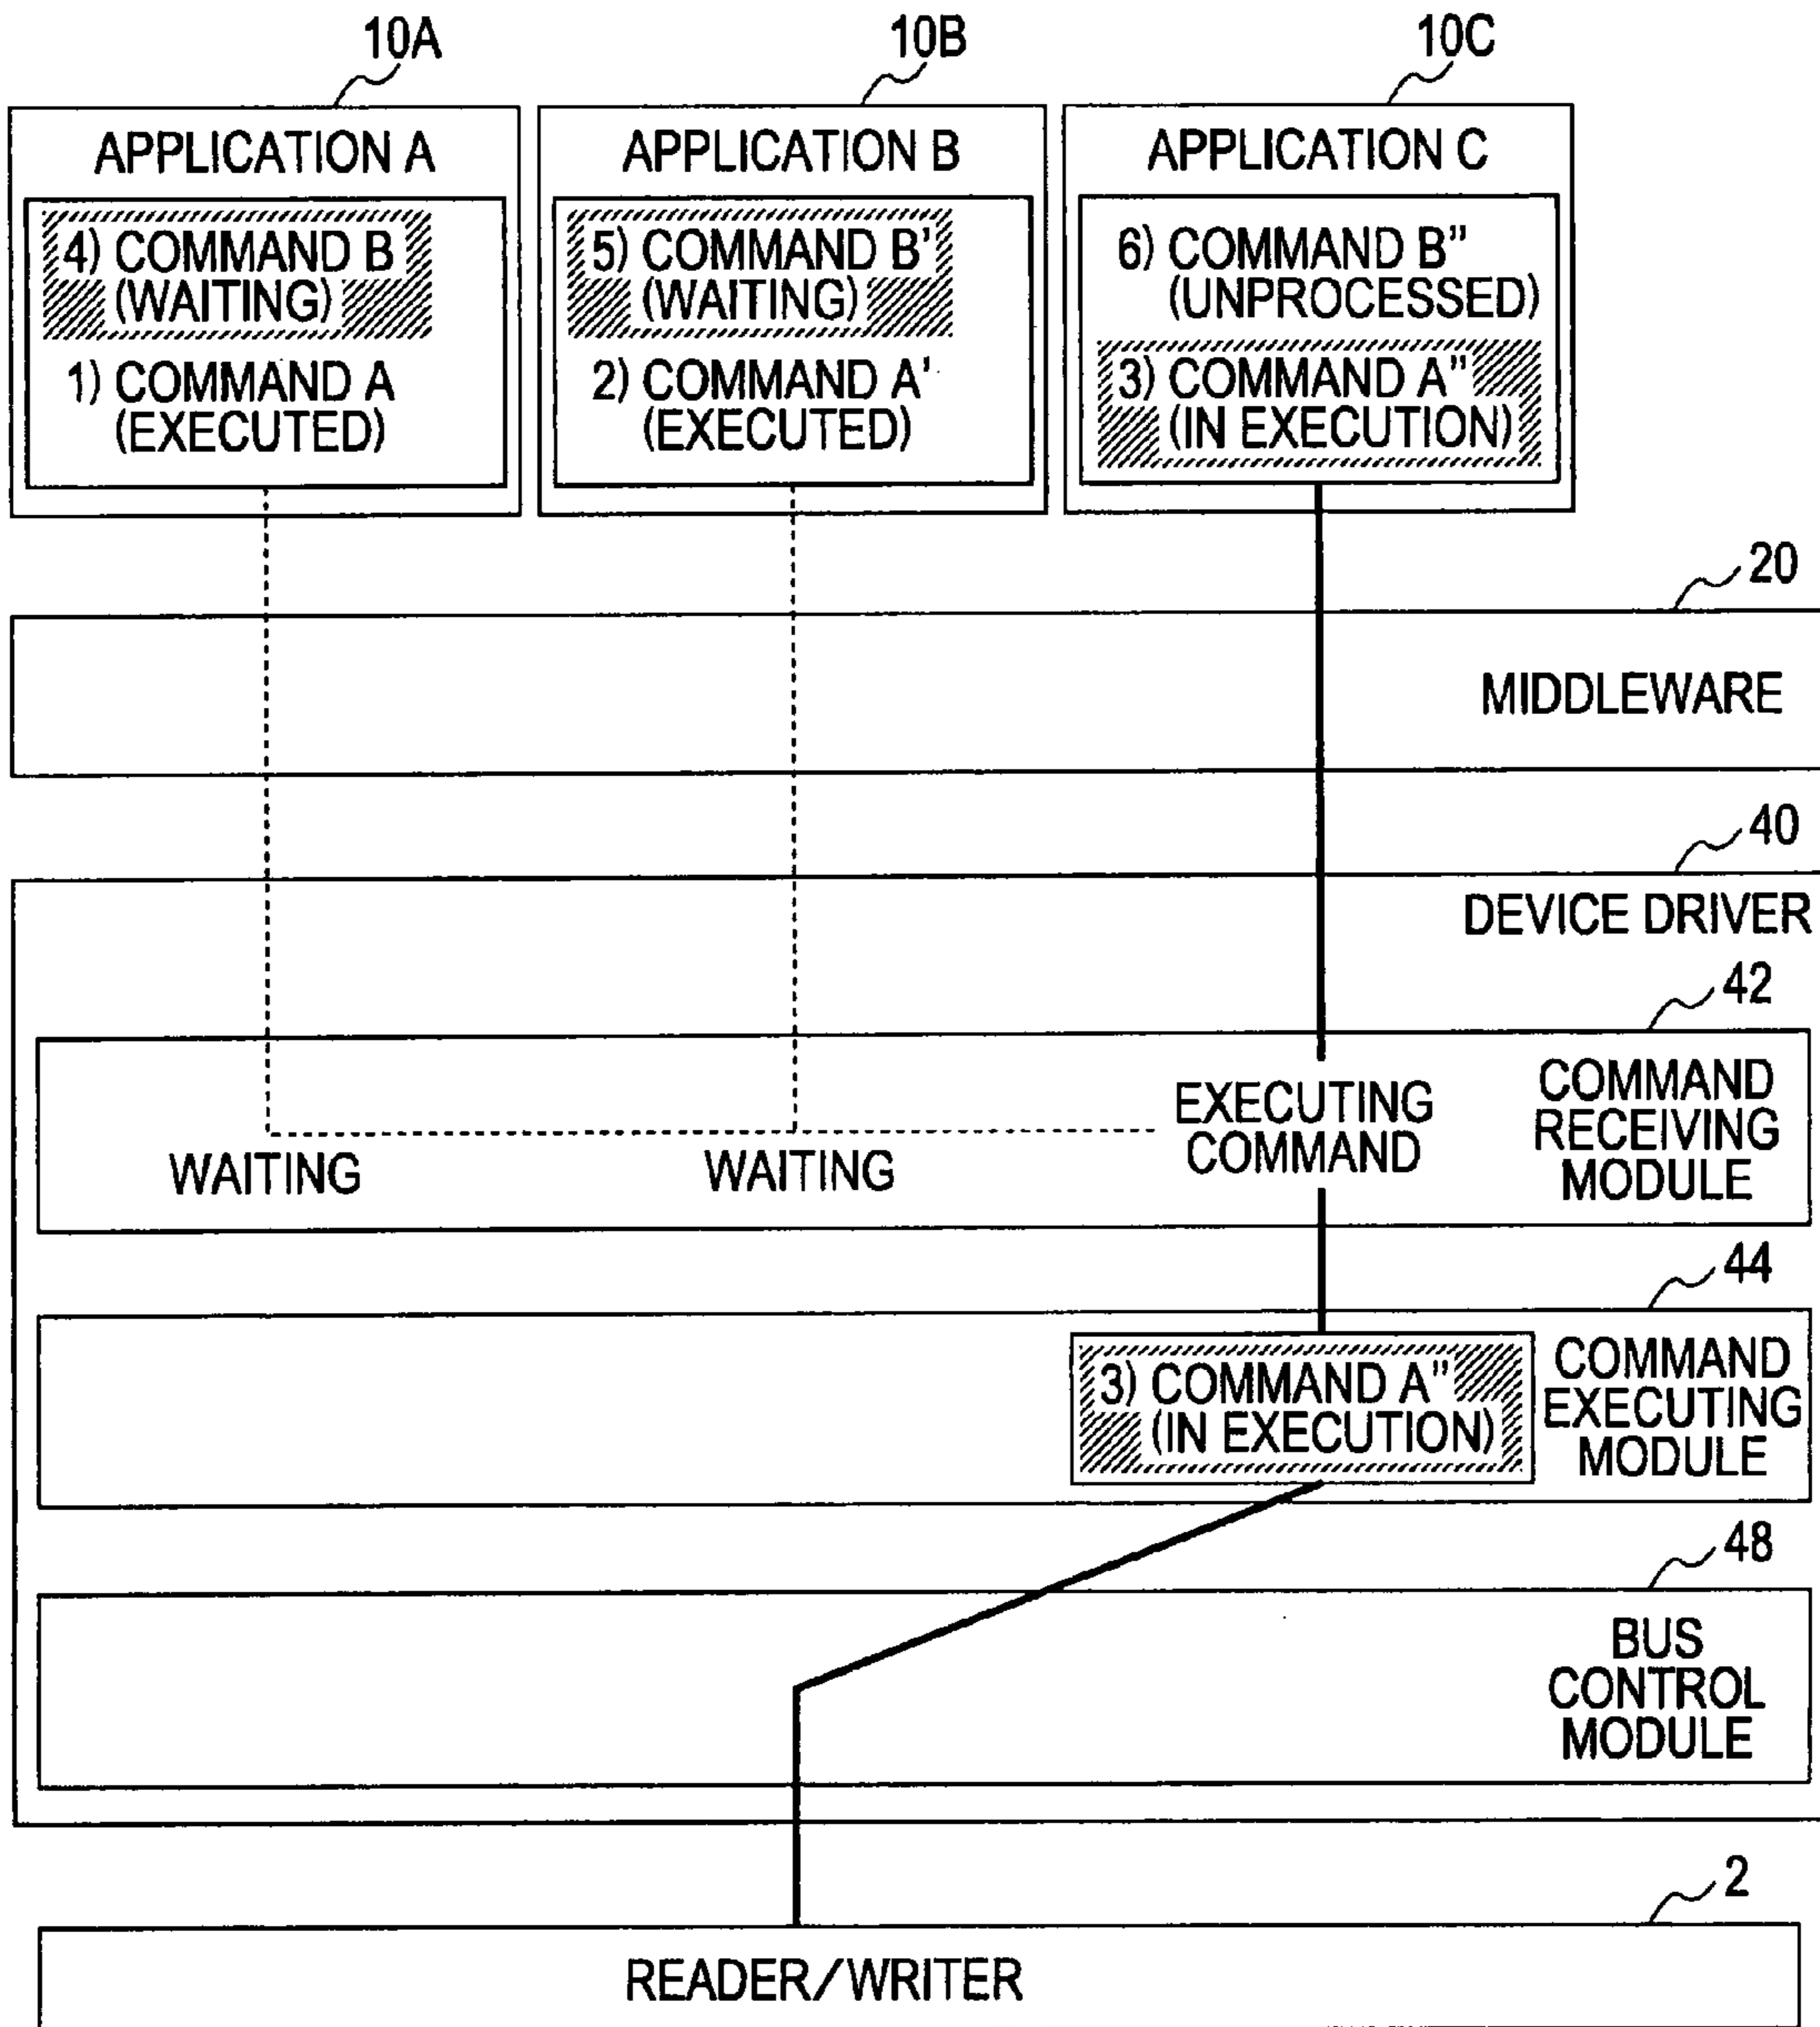 10A
10B
10C
APPLICATION A
APPLICATION B
APPLICATION C
4) COMMAND B
(WAITING)
1) COMMAND A
(EXECUTED)
5) COMMAND B'
(WAITING)
2) COMMAND A'
(EXECUTED)
6) COMMAND B"
(UNPROCESSED)
3) COMMAND A"
(IN EXECUTION)
20
MIDDLEWARE
40
DEVICE DRIVER
42
WAITING
WAITING
EXECUTING
COMMAND
COMMAND
RECEIVING
MODULE
44
3) COMMAND A"
(IN EXECUTION)
COMMAND
EXECUTING
MODULE
48
BUS
CONTROL
MODULE
2
READER/WRITER